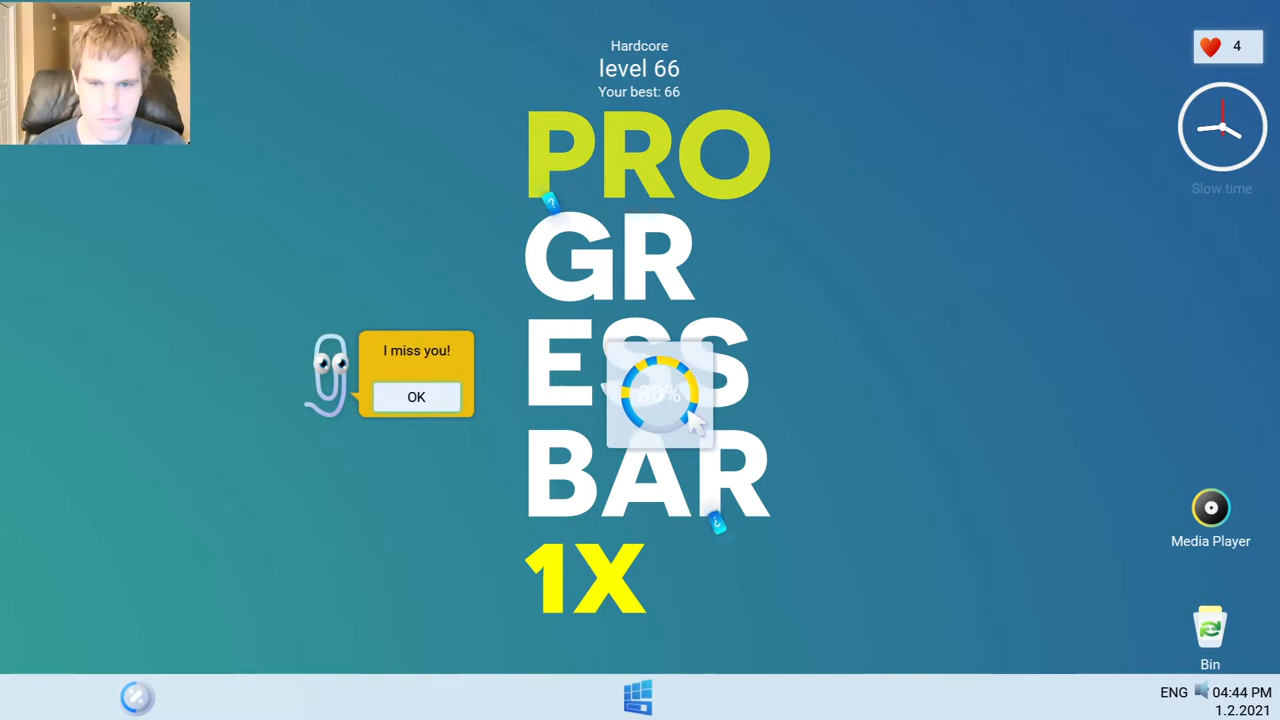 Hardcore
level 66
Your best: 66
4
Slow time
PRO
GR
ESS
BAR
1X
?
?
I miss you!
OK
80%
Media Player
Bin
ENG 04:44 PM
1.2.2021